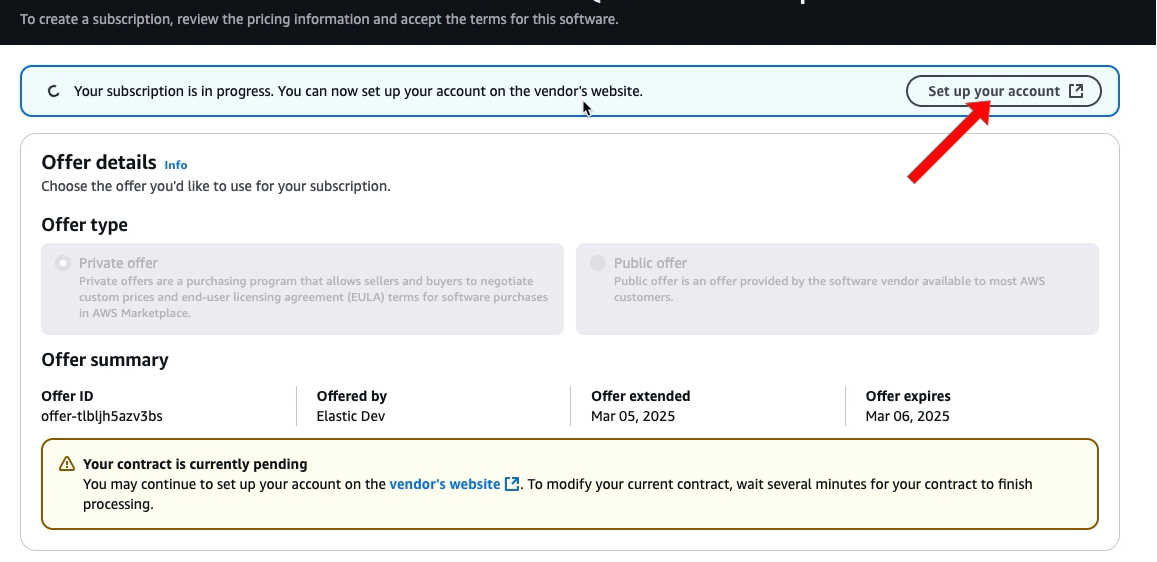 To create a subscription, review the pricing information and accept the terms for this software.
Your subscription is in progress. You can now set up your account on the vendor's website.
Set up your account
Offer details Info
Choose the offer you'd like to use for your subscription.
Offer type
Private offer
Private offers are a purchasing program that allows sellers and buyers to negotiate
custom prices and end-user licensing agreement (EULA) terms for software purchases
in AWS Marketplace.
Public offer
Public offer is an offer provided by the software vendor available to most AWS
customers.
Offer summary
Offer ID
offer-tlbljh5azv3bs
Offered by
Elastic Dev
Offer extended
Mar 05, 2025
Offer expires
Mar 06, 2025
Your contract is currently pending
You may continue to set up your account on the vendor's website. To modify your current contract, wait several minutes for your contract to finish
processing.